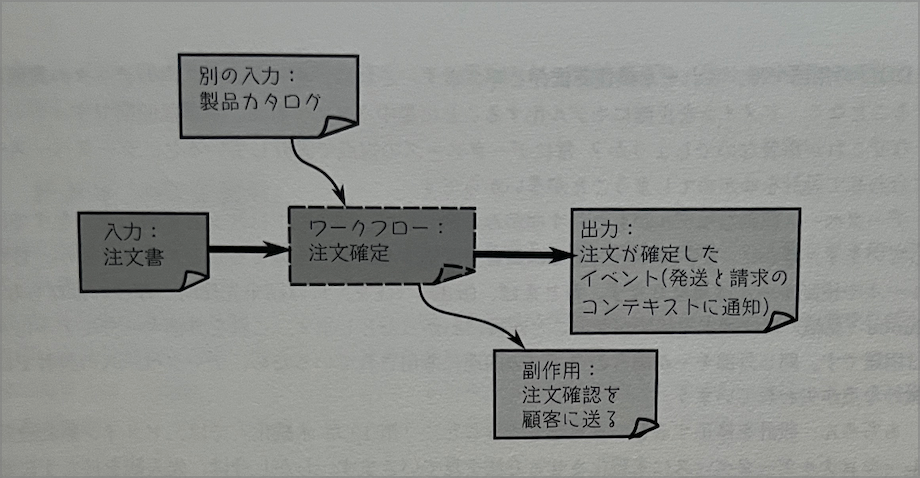 別の入力：
製品カタログ
入力：
注文書
ワークフロー：
注文確定
出力：
注文が確定した
イベント(発送と請求の
コンテキストに通知)
副作用：
注文確認を
顧客に送る